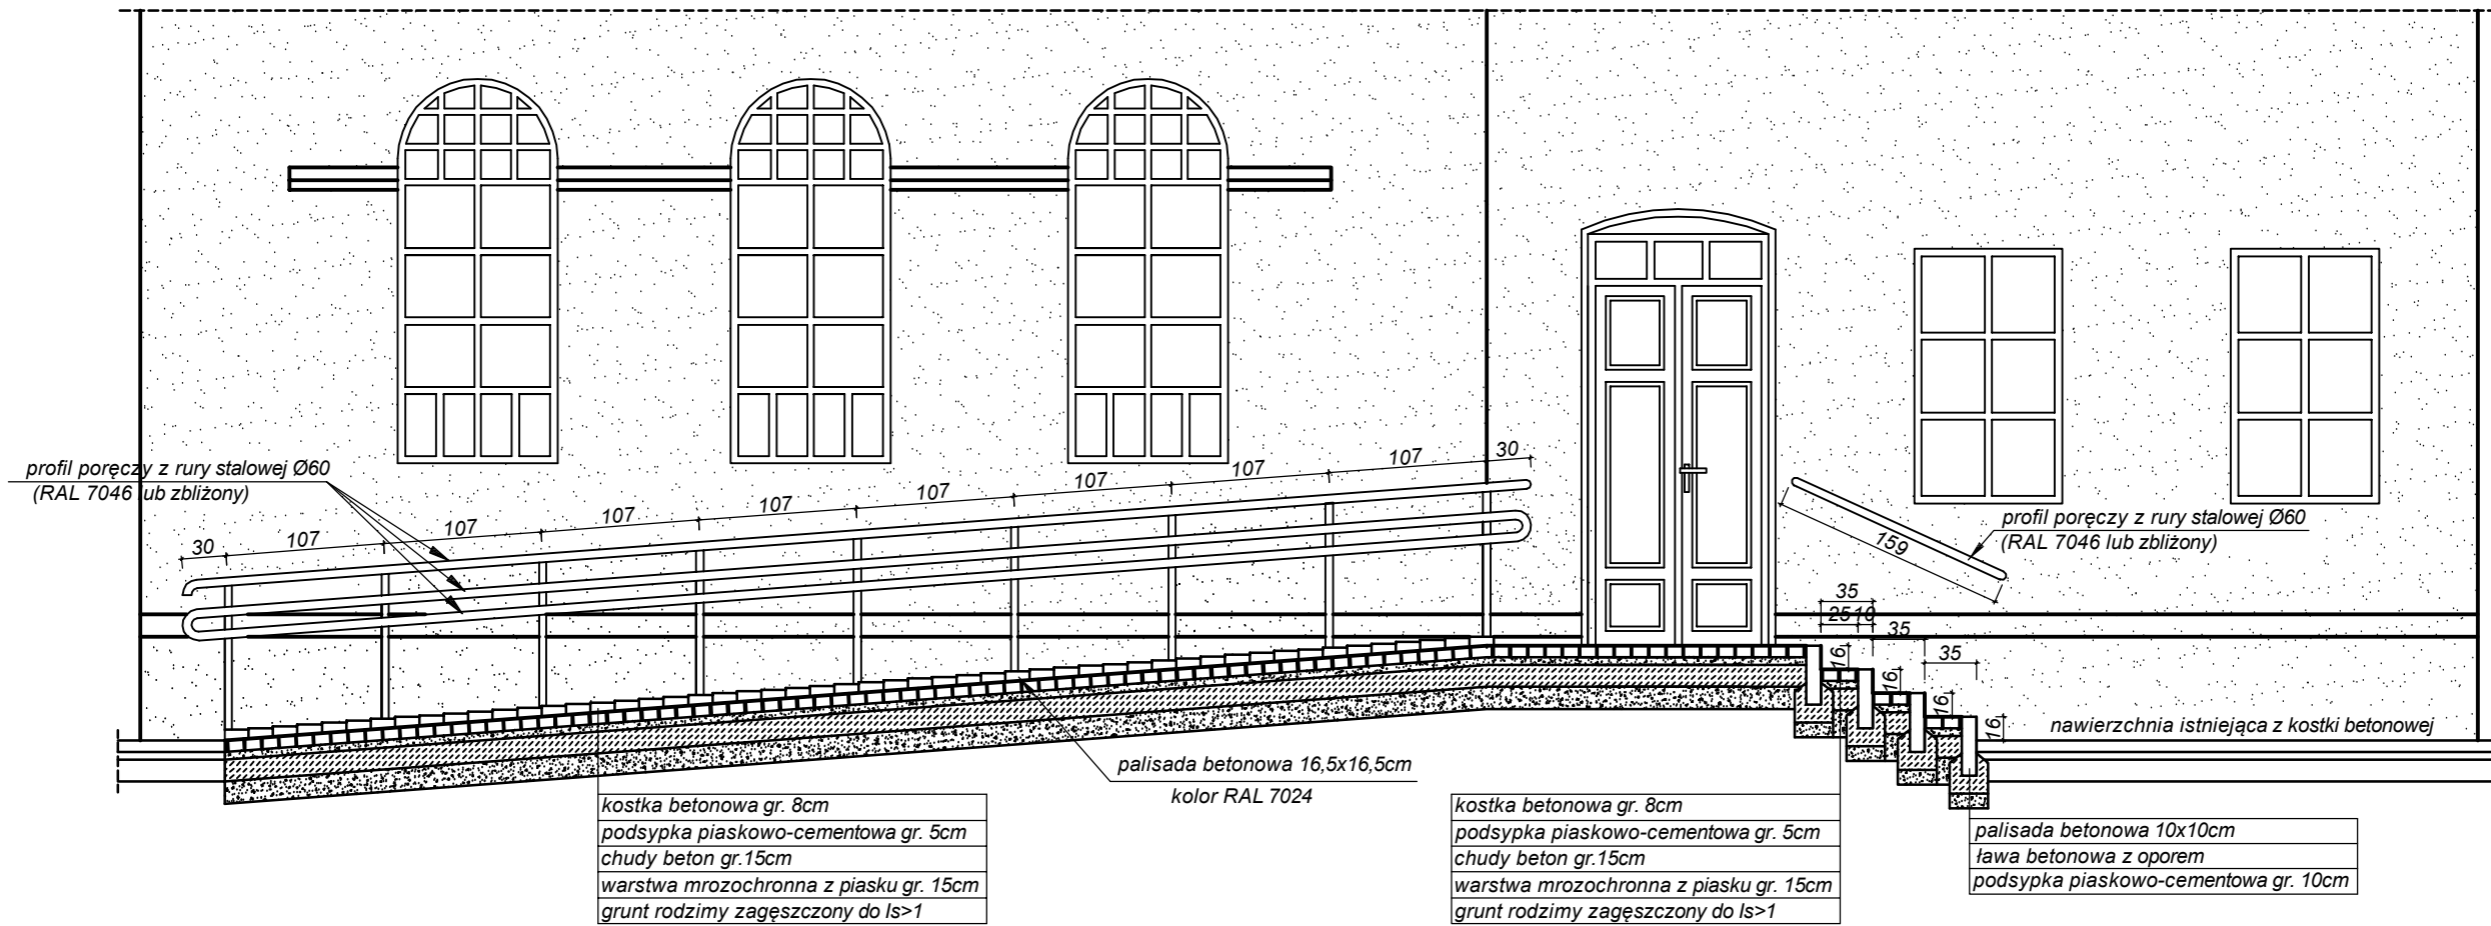 profil poręczy z rury stalowej Ø60
(RAL 7046 lub zbliżony)
30
107
107
107
107
107
107
107
107
30
159
profil poręczy z rury stalowej Ø60
(RAL 7046 lub zbliżony)
35
25 10
35
35
16
16
16
16
nawierzchnia istniejąca z kostki betonowej
palisada betonowa 16,5x16,5cm
kolor RAL 7024
kostka betonowa gr. 8cm
podsypka piaskowo-cementowa gr. 5cm
chudy beton gr.15cm
warstwa mrozochronna z piasku gr. 15cm
grunt rodzimy zagęszczony do Is>1
kostka betonowa gr. 8cm
podsypka piaskowo-cementowa gr. 5cm
chudy beton gr.15cm
warstwa mrozochronna z piasku gr. 15cm
grunt rodzimy zagęszczony do Is>1
palisada betonowa 10x10cm
ława betonowa z oporem
podsypka piaskowo-cementowa gr. 10cm